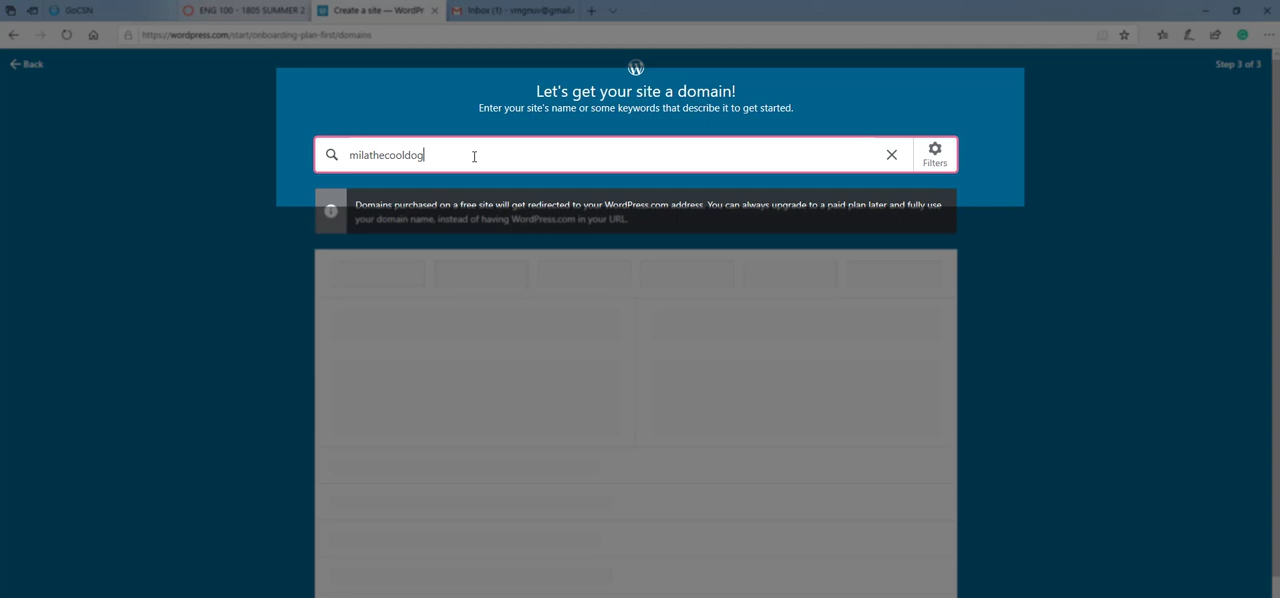 GoCSN
ENG 100 - 1805 SUMMER 2
Create a site — WordPr
Inbox (1) - vmgnuv@gmail.
https://wordpress.com/start/onboarding-plan-first/domains
Back
Step 3 of 3
Let's get your site a domain!
Enter your site's name or some keywords that describe it to get started.
milathecooldog
Filters
Domains purchased on a free site will get redirected to your WordPress.com address. You can always upgrade to a paid plan later and fully use
your domain name, instead of having WordPress.com in your URL.